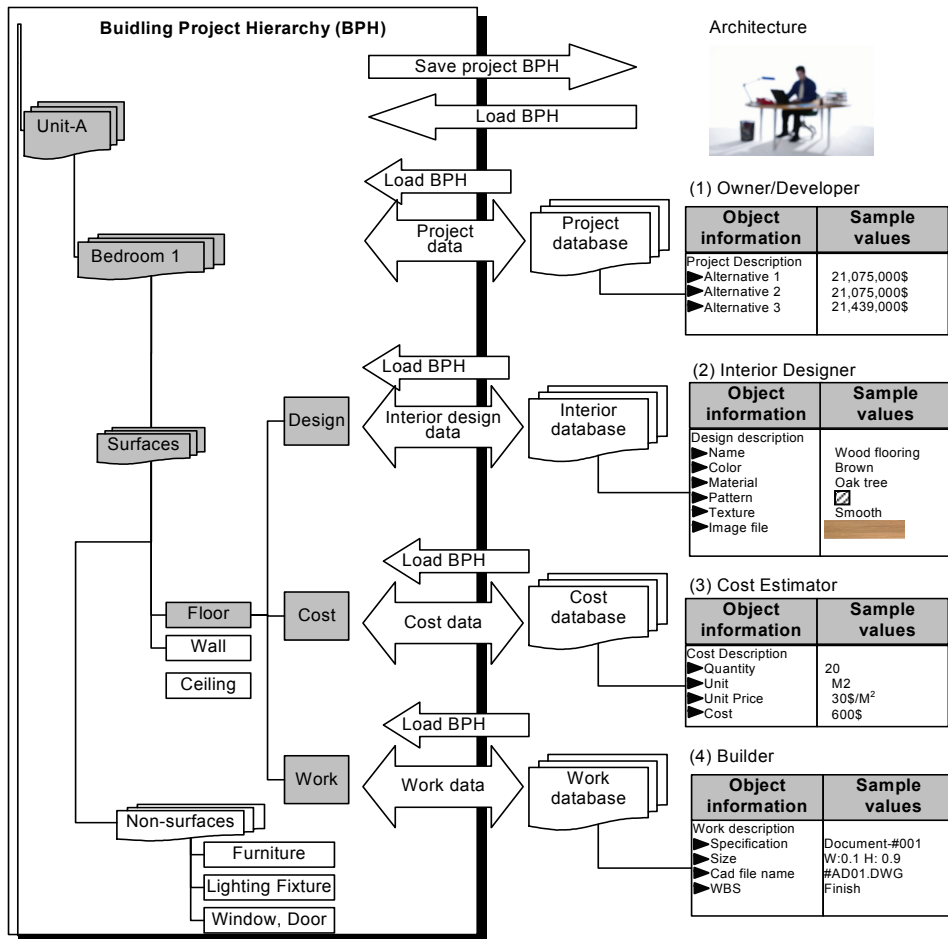 Buidling Project Hierarchy (BPH)
Architecture
Save project BPH
Load BPH
Unit-A
Bedroom 1
Surfaces
Floor
Wall
Ceiling
Non-surfaces
Furniture
Lighting Fixture
Window, Door
Design
Cost
Work
Load BPH
Project
data
Project
database
Load BPH
Interior design
data
Interior
database
Load BPH
Cost data
Cost
database
Load BPH
Work data
Work
database
(1) Owner/Developer
Object
information
Sample
values
Project Description
Alternative 1 21,075,000$
Alternative 2 21,075,000$
Alternative 3 21,439,000$
(2) Interior Designer
Object
information
Sample
values
Design description
Name Wood flooring
Color Brown
Material Oak tree
Pattern
Texture Smooth
Image file
(3) Cost Estimator
Object
information
Sample
values
Cost Description
Quantity 20
Unit M2
Unit Price 30$/M²
Cost 600$
(4) Builder
Object
information
Sample
values
Work description
Specification Document-#001
Size W:0.1 H: 0.9
Cad file name #AD01.DWG
WBS Finish